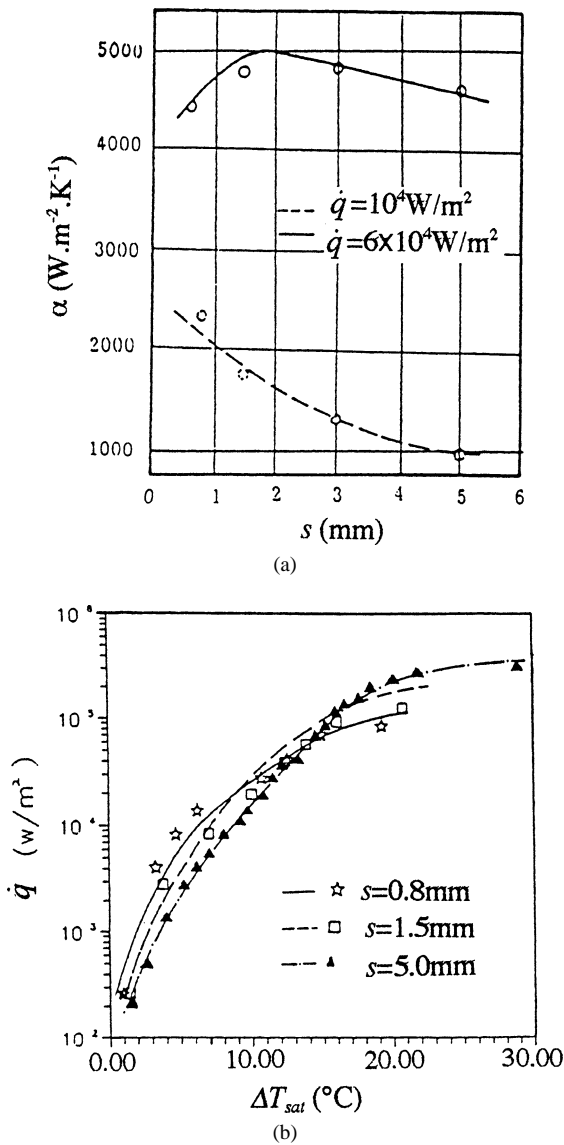 5000
4000
3000
2000
1000
α (W.m⁻².K⁻¹)
q̇=10⁴W/m²
q̇=6×10⁴W/m²
0 1 2 3 4 5 6
s (mm)
(a)
10⁶
10⁵
10⁴
10³
10²
q̇ (w/m²)
s=0.8mm
s=1.5mm
s=5.0mm
0.00 10.00 20.00 30.00
ΔT_sat (°C)
(b)